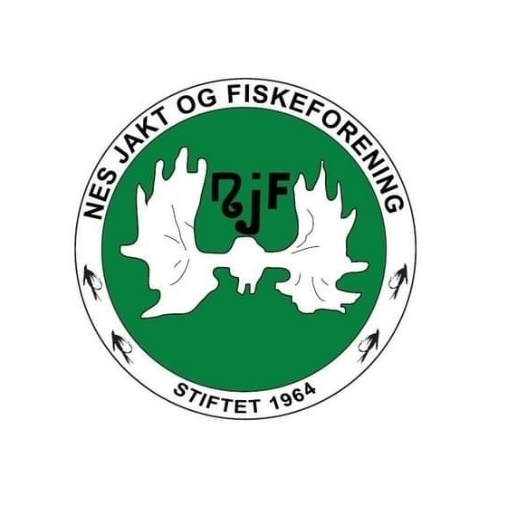 NES JAKT OG FISKEFORENING
NJF
STIFTET 1964